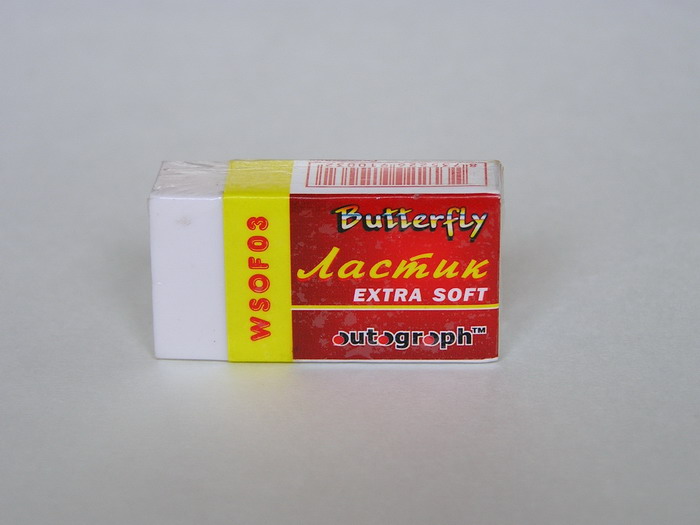 WSOF03
Butterfly
Ластик
EXTRA SOFT
autograph™